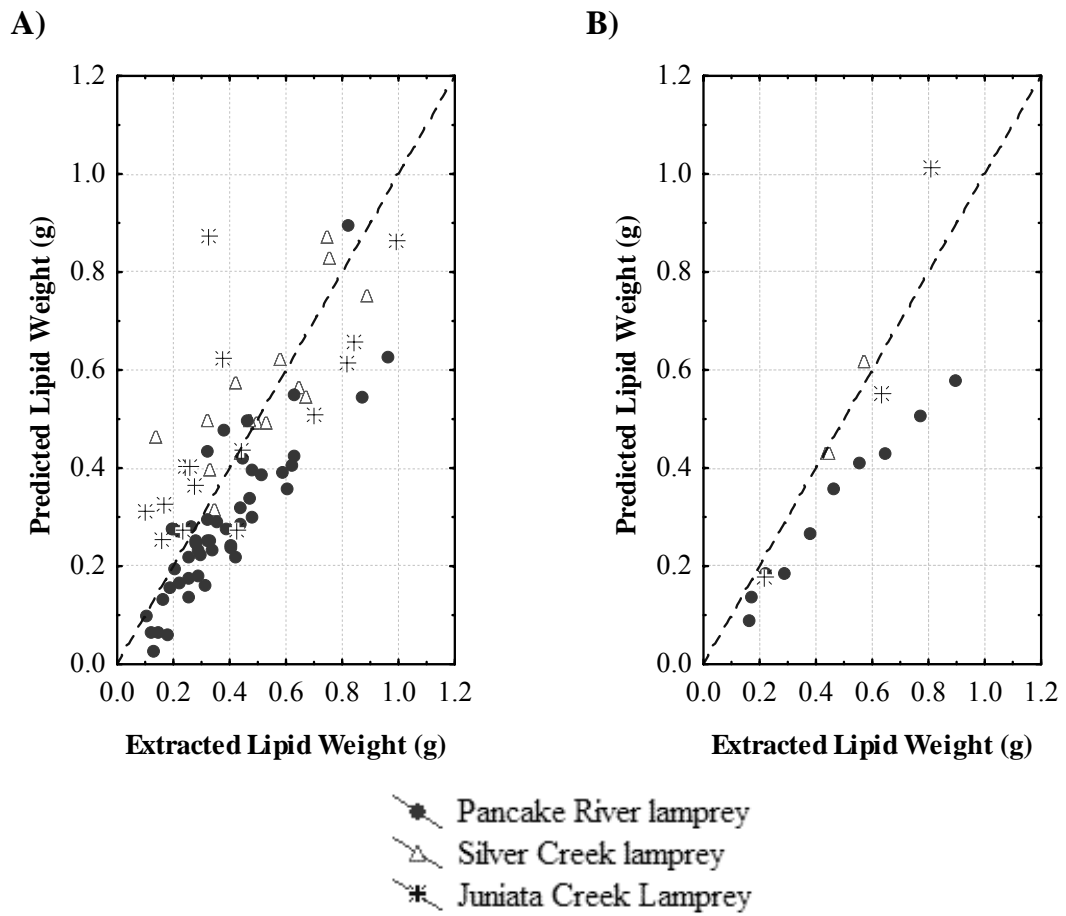 A)
B)
Predicted Lipid Weight (g)
1.2
1.0
0.8
0.6
0.4
0.2
0.0
0.0 0.2 0.4 0.6 0.8 1.0 1.2
Extracted Lipid Weight (g)
Predicted Lipid Weight (g)
1.2
1.0
0.8
0.6
0.4
0.2
0.0
0.0 0.2 0.4 0.6 0.8 1.0 1.2
Extracted Lipid Weight (g)
Pancake River lamprey
Silver Creek lamprey
Juniata Creek Lamprey